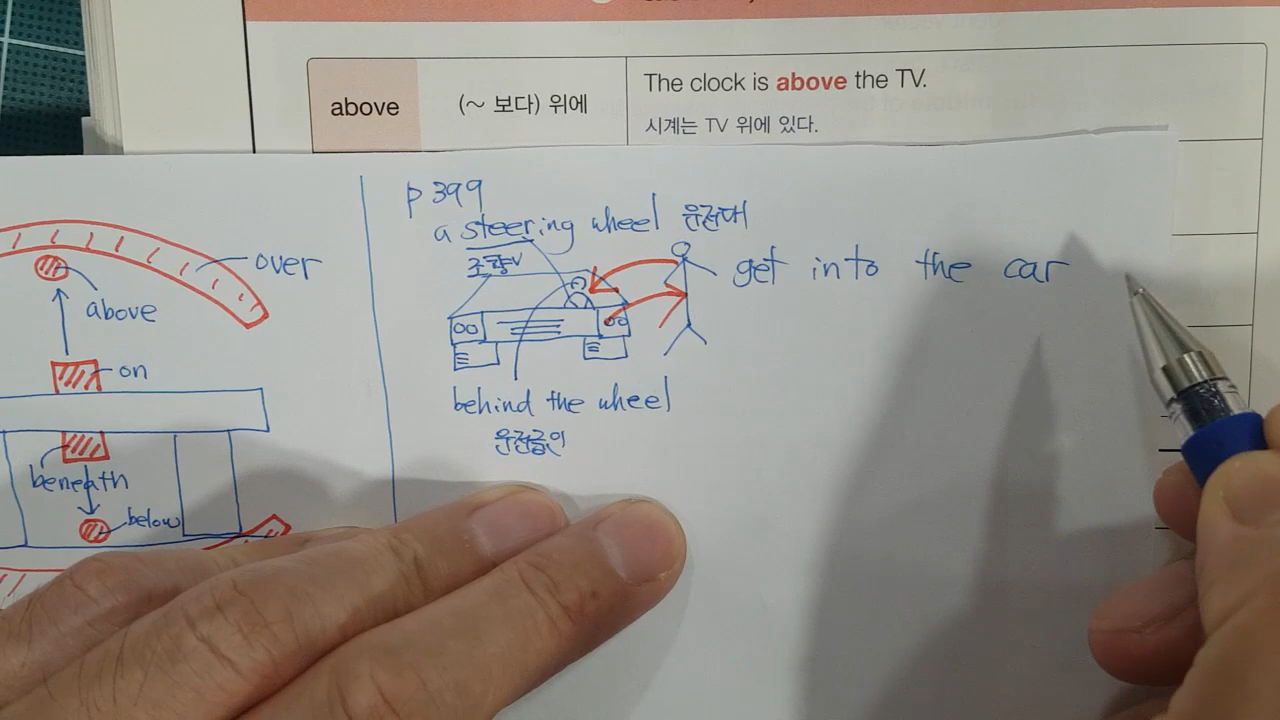 above
(~ 보다) 위에
The clock is above the TV.
시계는 TV 위에 있다.
over
above
on
beneath
below
p 399
a steering wheel 운전대
조향
get into the car
behind the wheel
운전중인